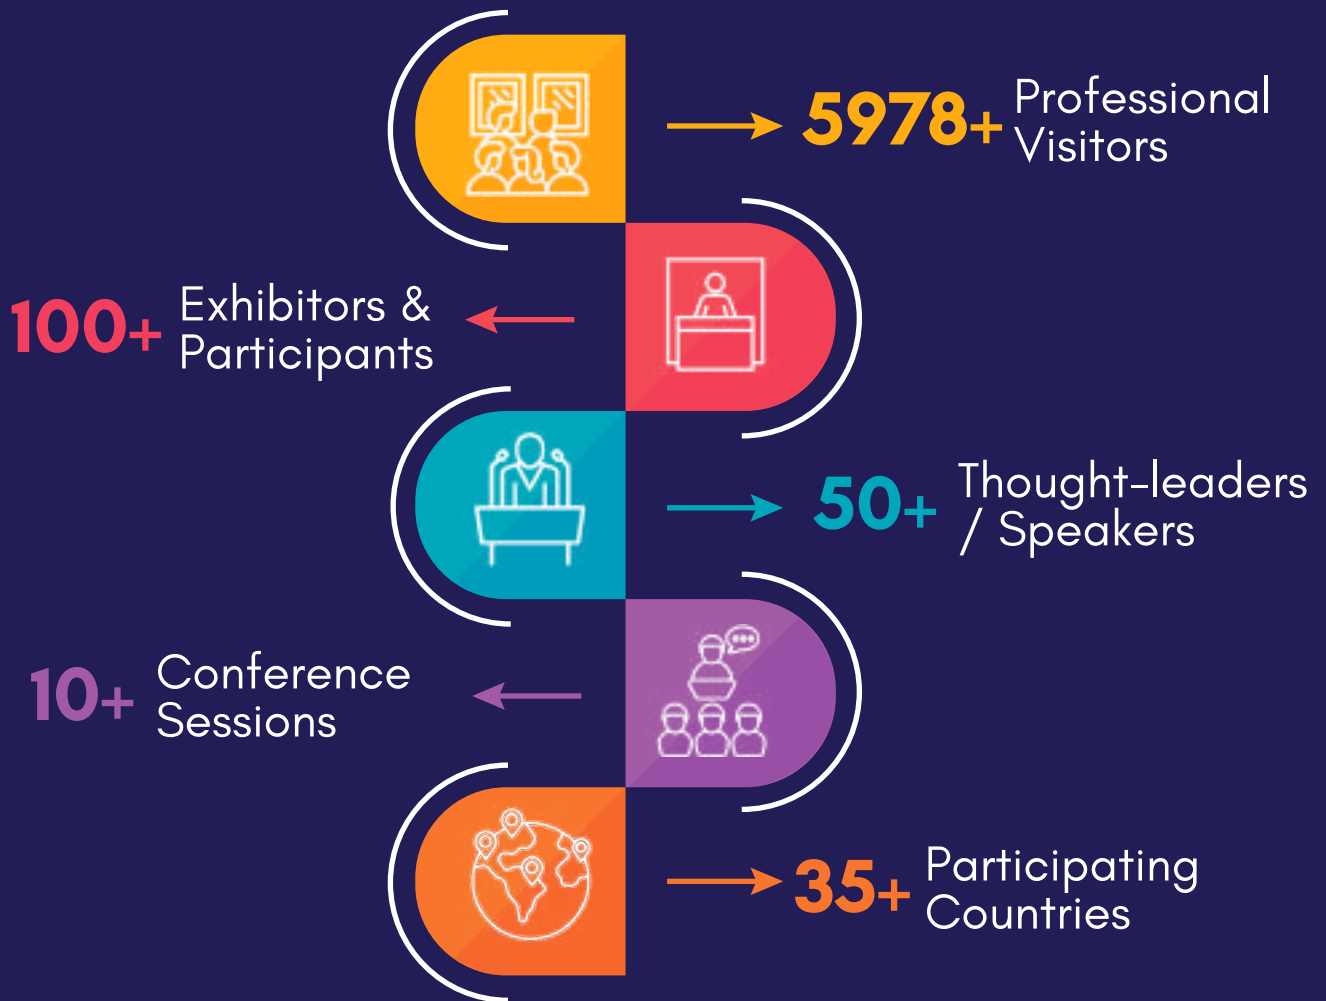 5978+ Professional
Visitors
100+ Exhibitors &
Participants
50+ Thought-leaders
/ Speakers
10+ Conference
Sessions
35+ Participating
Countries